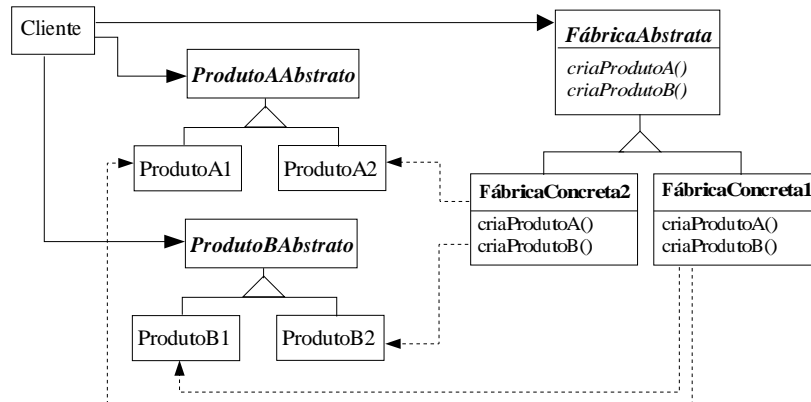 Cliente
FábricaAbstrata
criaProdutoA()
criaProdutoB()
ProdutoAAbstrato
ProdutoA1
ProdutoA2
FábricaConcreta2
criaProdutoA()
criaProdutoB()
FábricaConcreta1
criaProdutoA()
criaProdutoB()
ProdutoBAbstrato
ProdutoB1
ProdutoB2